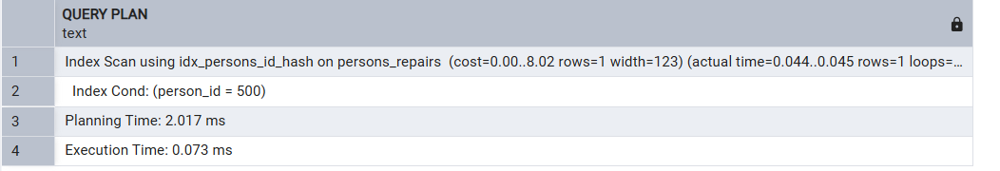 QUERY PLAN
text
1 Index Scan using idx_persons_id_hash on persons_repairs (cost=0.00..8.02 rows=1 width=123) (actual time=0.044..0.045 rows=1 loops=...
2 Index Cond: (person_id = 500)
3 Planning Time: 2.017 ms
4 Execution Time: 0.073 ms